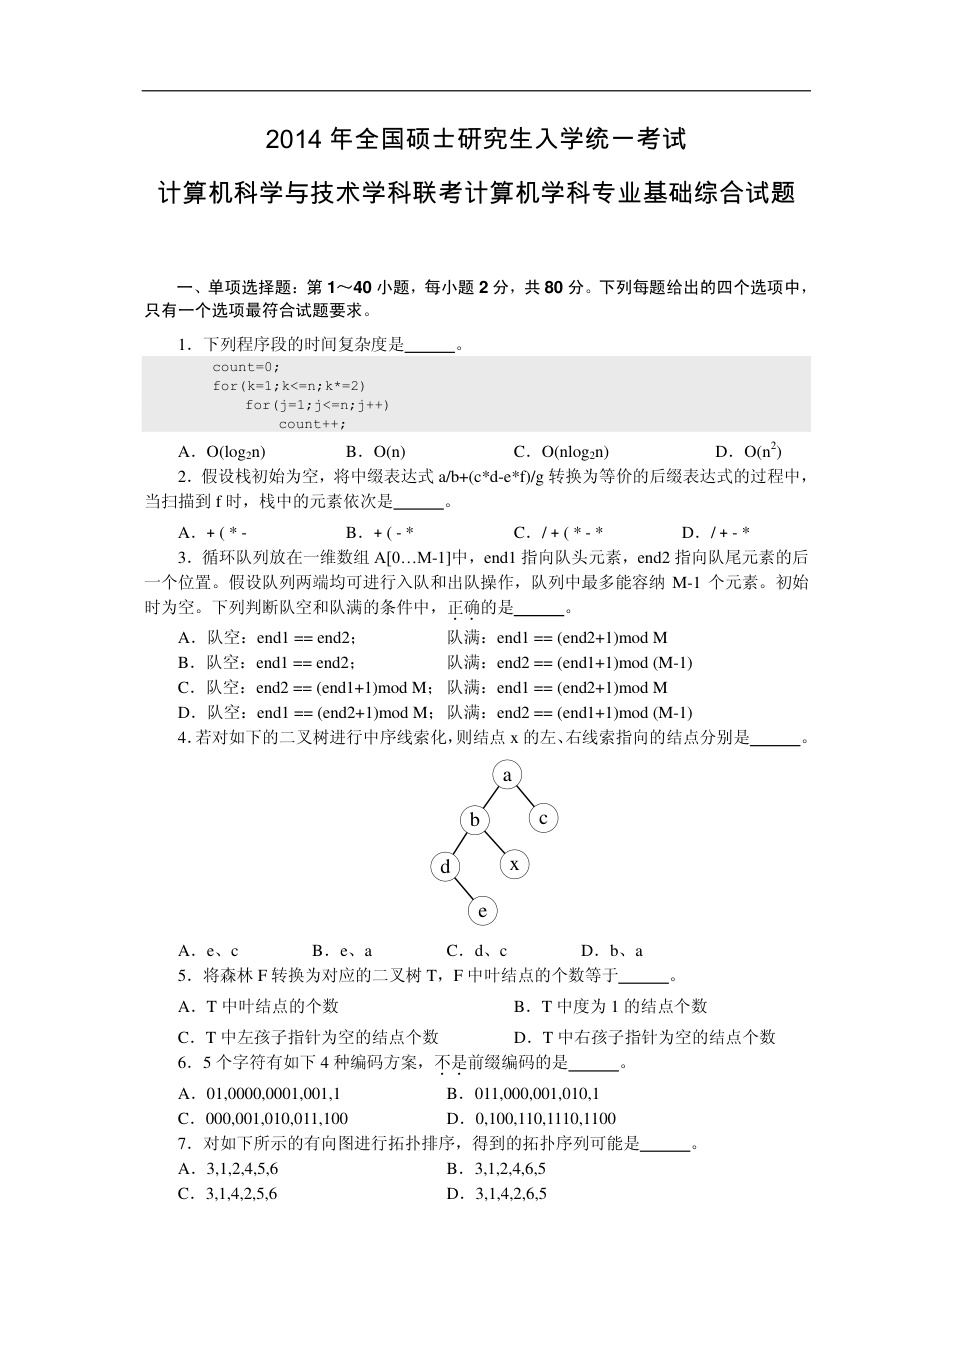 2014 年全国硕士研究生入学统一考试
计算机科学与技术学科联考计算机学科专业基础综合试题
一、单项选择题：第 1～40 小题，每小题 2 分，共 80 分。下列每题给出的四个选项中，
只有一个选项最符合试题要求。
1．下列程序段的时间复杂度是______。
count=0;
for(k=1;k<=n;k*=2)
for(j=1;j<=n;j++)
count++;
A．O(log₂n) B．O(n) C．O(nlog₂n) D．O(n²)
2．假设栈初始为空，将中缀表达式 a/b+(c*d-e*f)/g 转换为等价的后缀表达式的过程中，
当扫描到 f 时，栈中的元素依次是______。
A．+ ( * - B．+ ( - * C．/ + ( * - * D．/ + - *
3．循环队列放在一维数组 A[0…M-1]中，end1 指向队头元素，end2 指向队尾元素的后
一个位置。假设队列两端均可进行入队和出队操作，队列中最多能容纳 M-1 个元素。初始
时为空。下列判断队空和队满的条件中，正确的是______。
A．队空：end1 == end2； 队满：end1 == (end2+1)mod M
B．队空：end1 == end2； 队满：end2 == (end1+1)mod (M-1)
C．队空：end2 == (end1+1)mod M； 队满：end1 == (end2+1)mod M
D．队空：end1 == (end2+1)mod M； 队满：end2 == (end1+1)mod (M-1)
4．若对如下的二叉树进行中序线索化，则结点 x 的左、右线索指向的结点分别是______。
a
b c
d x
e
A．e、c B．e、a C．d、c D．b、a
5．将森林 F 转换为对应的二叉树 T，F 中叶结点的个数等于______。
A．T 中叶结点的个数 B．T 中度为 1 的结点个数
C．T 中左孩子指针为空的结点个数 D．T 中右孩子指针为空的结点个数
6．5 个字符有如下 4 种编码方案，不是前缀编码的是______。
A．01,0000,0001,001,1 B．011,000,001,010,1
C．000,001,010,011,100 D．0,100,110,1110,1100
7．对如下所示的有向图进行拓扑排序，得到的拓扑序列可能是______。
A．3,1,2,4,5,6 B．3,1,2,4,6,5
C．3,1,4,2,5,6 D．3,1,4,2,6,5